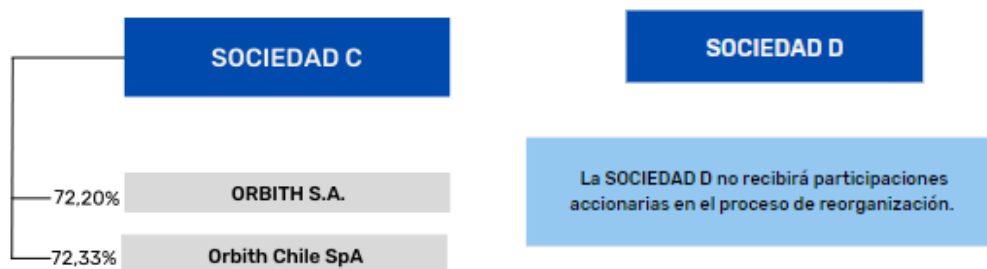 SOCIEDAD C
72,20%
ORBITH S.A.
72,33%
Orbith Chile SpA
SOCIEDAD D
La SOCIEDAD D no recibirá participaciones
accionarias en el proceso de reorganización.